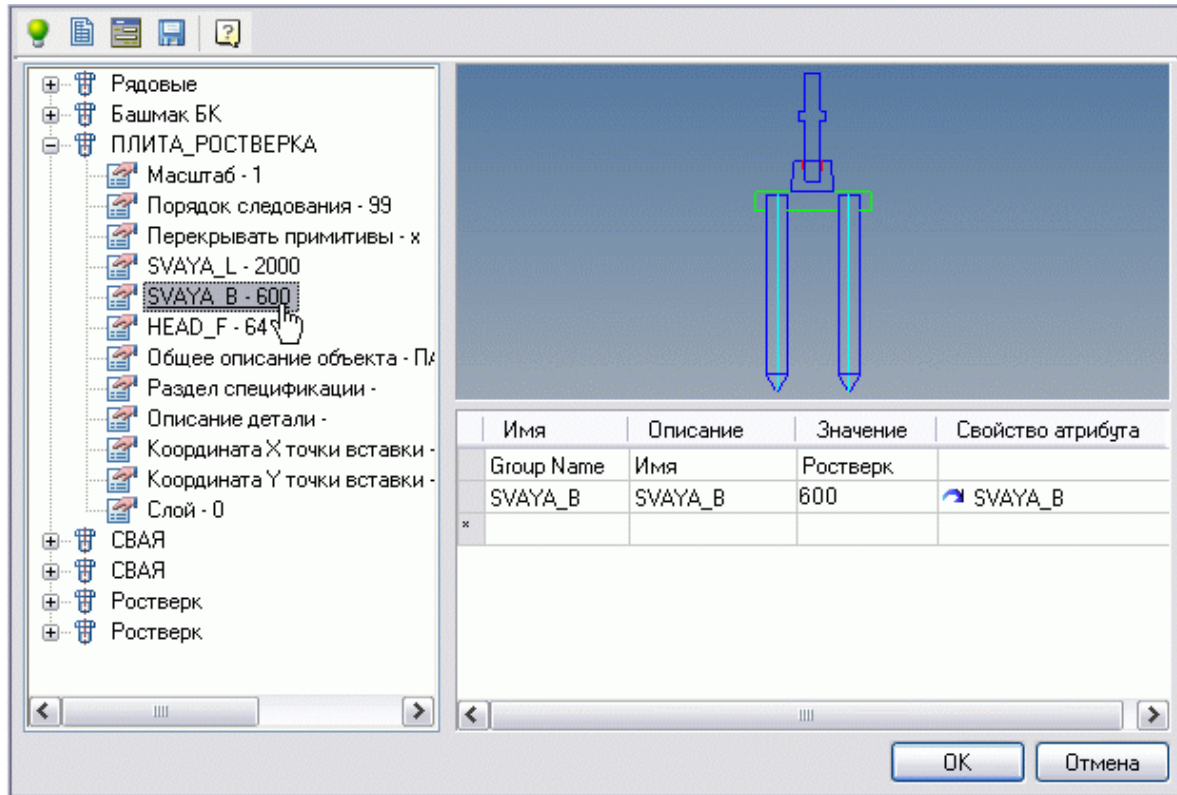 Рядовые
Башмак БК
ПЛИТА_РОСТВЕРКА
Масштаб - 1
Порядок следования - 99
Перекрывать примитивы - x
SVAYA_L - 2000
SVAYA_B - 600
HEAD_F - 64
Общее описание объекта - ПА
Раздел спецификации -
Описание детали -
Координата X точки вставки -
Координата Y точки вставки -
Слой - 0
СВАЯ
СВАЯ
Ростверк
Ростверк
Имя Описание Значение Свойство атрибута
Group Name Имя Ростверк
SVAYA_B SVAYA_B 600 SVAYA_B
OK Отмена